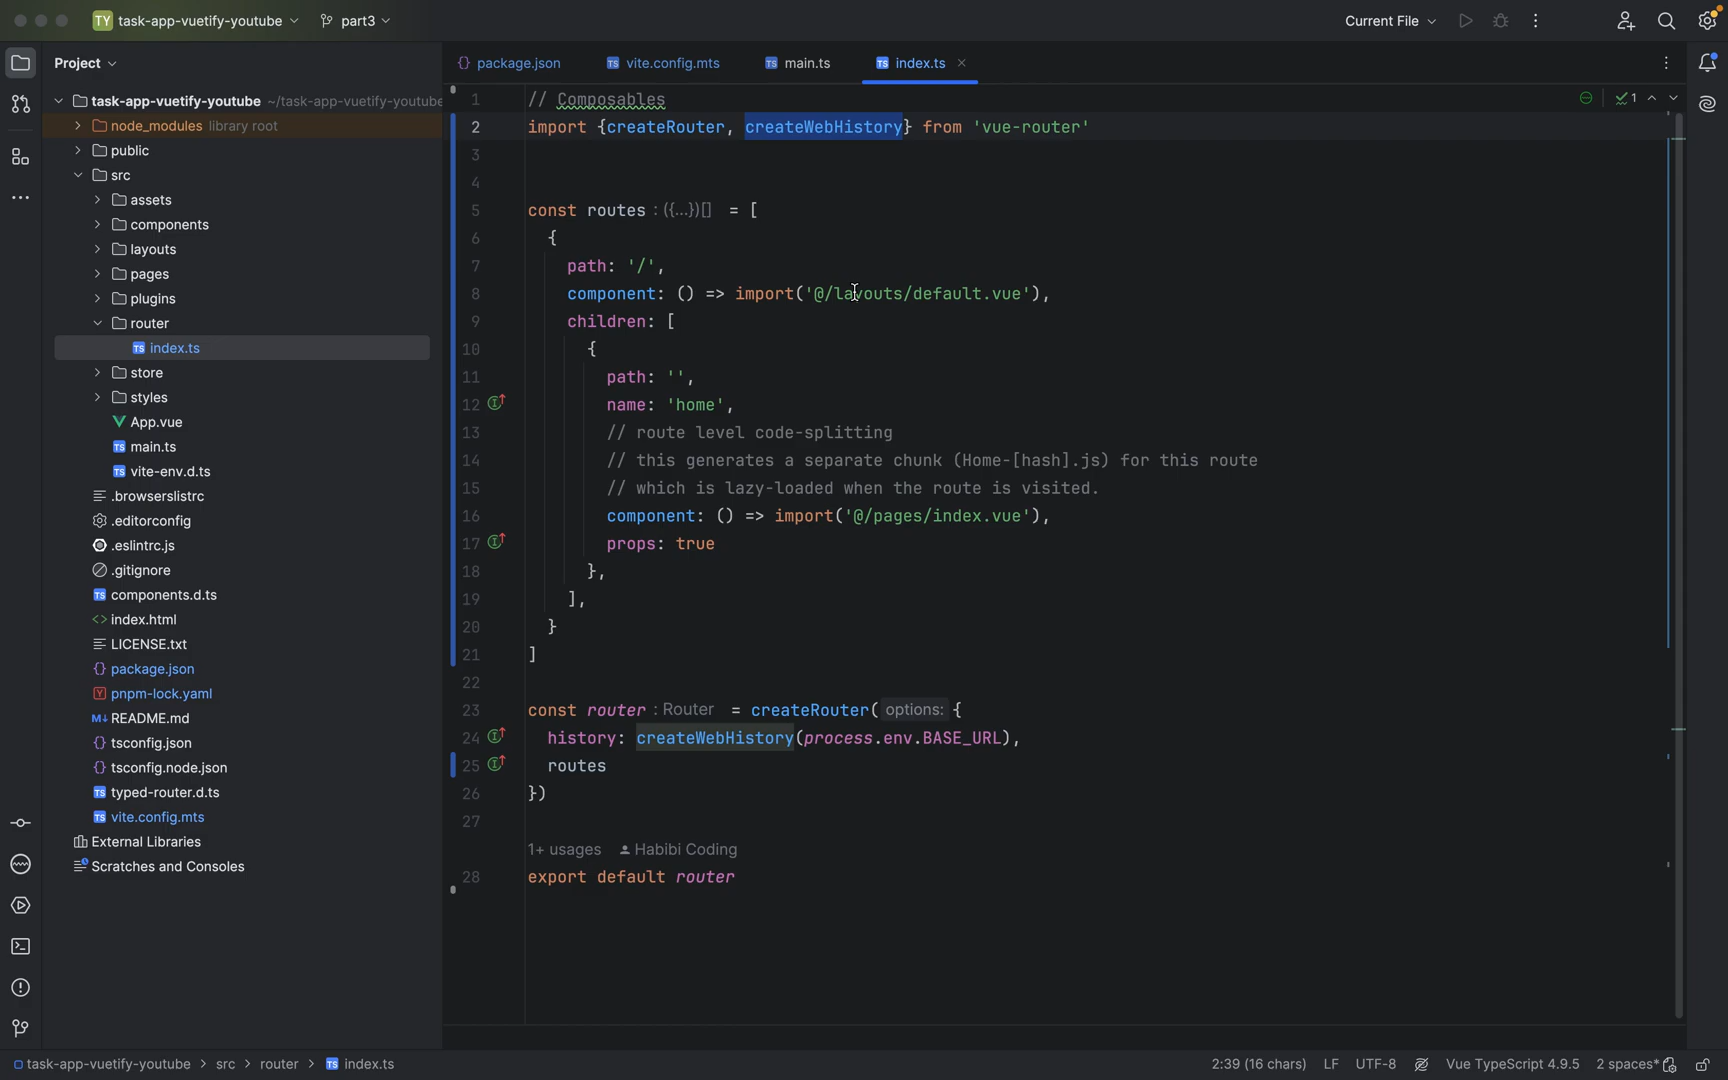 TY task-app-vuetify-youtube part3 Current File
Project
package.json vite.config.mts main.ts index.ts
task-app-vuetify-youtube ~/task-app-vuetify-youtube
node_modules library root
public
src
assets
components
layouts
pages
plugins
router
TS index.ts
store
styles
App.vue
TS main.ts
TS vite-env.d.ts
.browserslistrc
.editorconfig
.eslintrc.js
.gitignore
TS components.d.ts
index.html
LICENSE.txt
package.json
Y pnpm-lock.yaml
M↓ README.md
tsconfig.json
tsconfig.node.json
TS typed-router.d.ts
TS vite.config.mts
External Libraries
Scratches and Consoles
1 // Composables
2 import {createRouter, createWebHistory} from 'vue-router'
3
4
5 const routes : ({...})[] = [
6 {
7 path: '/',
8 component: () => import('@/layouts/default.vue'),
9 children: [
10 {
11 path: '',
12 name: 'home',
13 // route level code-splitting
14 // this generates a separate chunk (Home-[hash].js) for this route
15 // which is lazy-loaded when the route is visited.
16 component: () => import('@/pages/index.vue'),
17 props: true
18 },
19 ],
20 }
21 ]
22
23 const router : Router = createRouter( options: {
24 history: createWebHistory(process.env.BASE_URL),
25 routes
26 })
27
1+ usages Habibi Coding
28 export default router
1
task-app-vuetify-youtube > src > router > TS index.ts 2:39 (16 chars) LF UTF-8 Vue TypeScript 4.9.5 2 spaces*